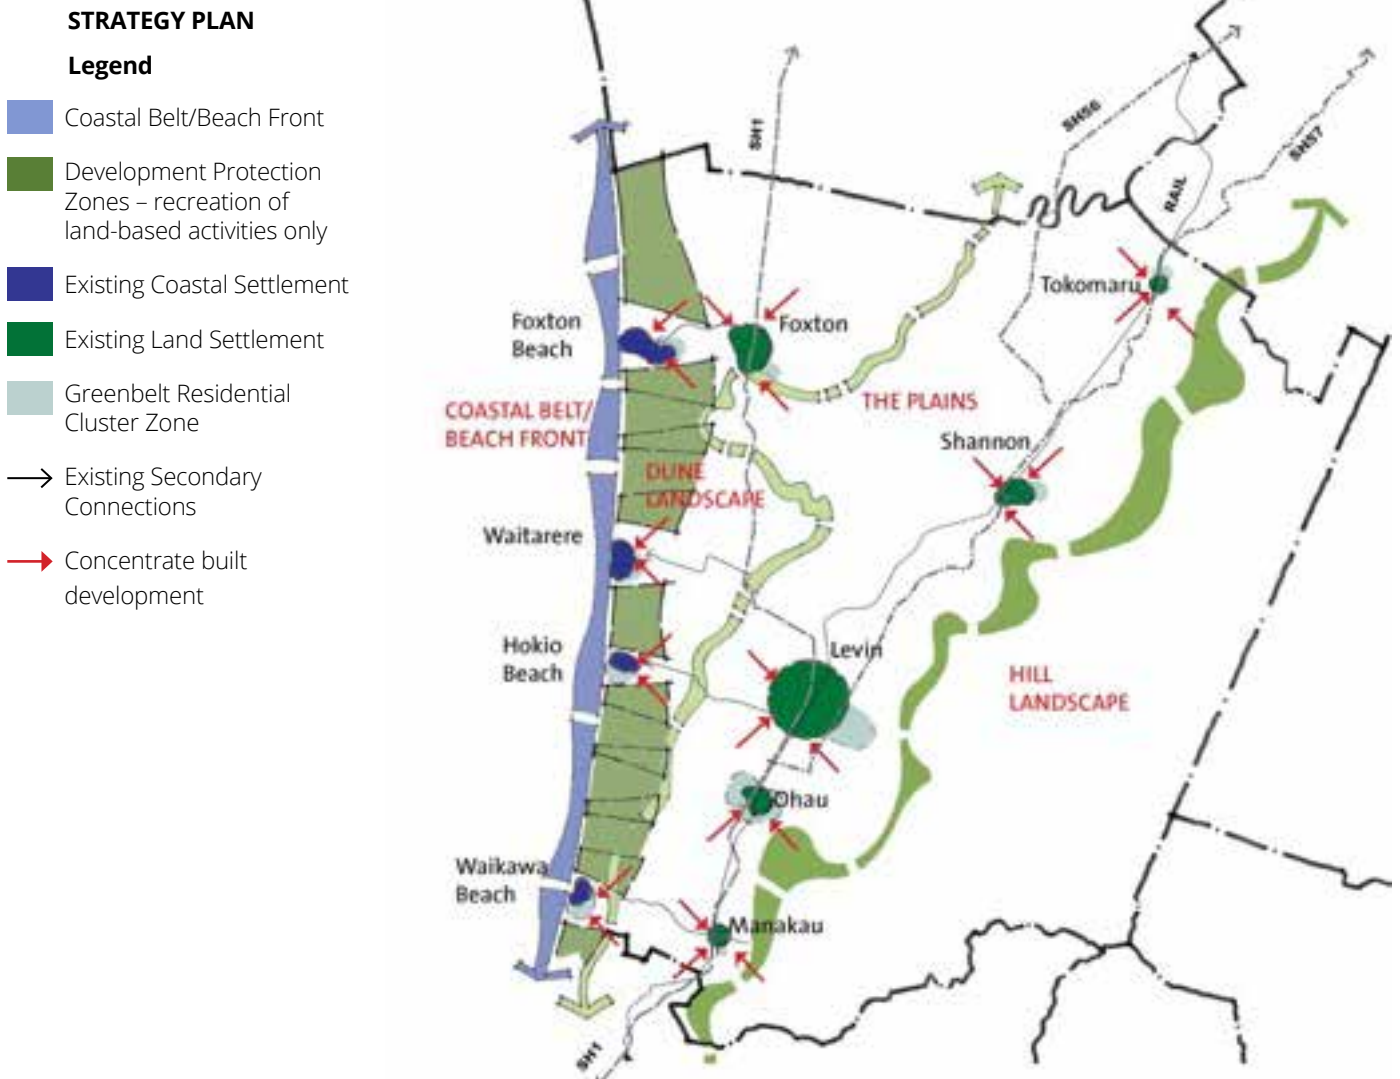 STRATEGY PLAN
Legend
Coastal Belt/Beach Front
Development Protection
Zones – recreation of
land-based activities only
Existing Coastal Settlement
Existing Land Settlement
Greenbelt Residential
Cluster Zone
Existing Secondary
Connections
Concentrate built
development
SH1
SH56
SH57
RAIL
Tokomaru
Foxton
Beach
Foxton
COASTAL BELT/
BEACH FRONT
THE PLAINS
Shannon
DUNE
LANDSCAPE
Waitarere
Hokio
Beach
Levin
HILL
LANDSCAPE
Ohau
Waikawa
Beach
Manakau
SH1